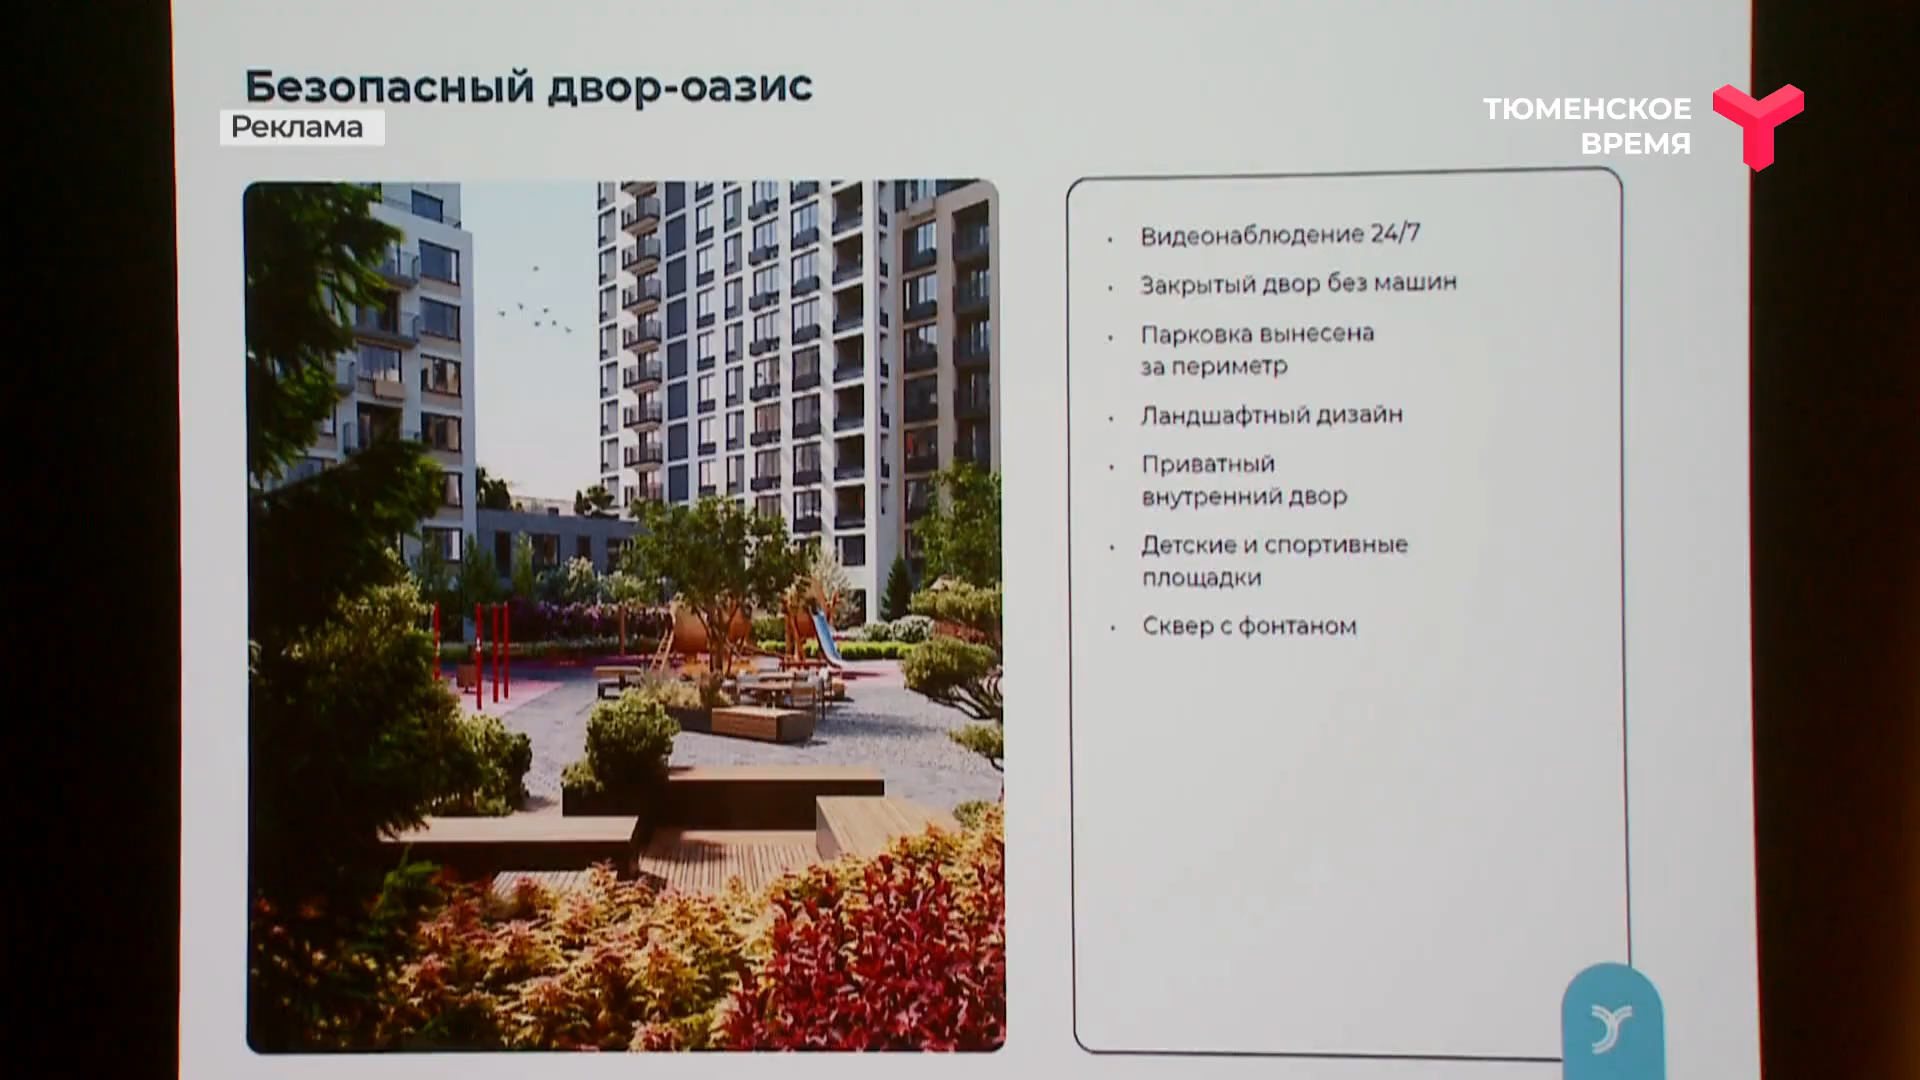 Безопасный двор-оазис
Реклама
ТЮМЕНСКОЕ
ВРЕМЯ
• Видеонаблюдение 24/7
• Закрытый двор без машин
• Парковка вынесена
за периметр
• Ландшафтный дизайн
• Приватный
внутренний двор
• Детские и спортивные
площадки
• Сквер с фонтаном